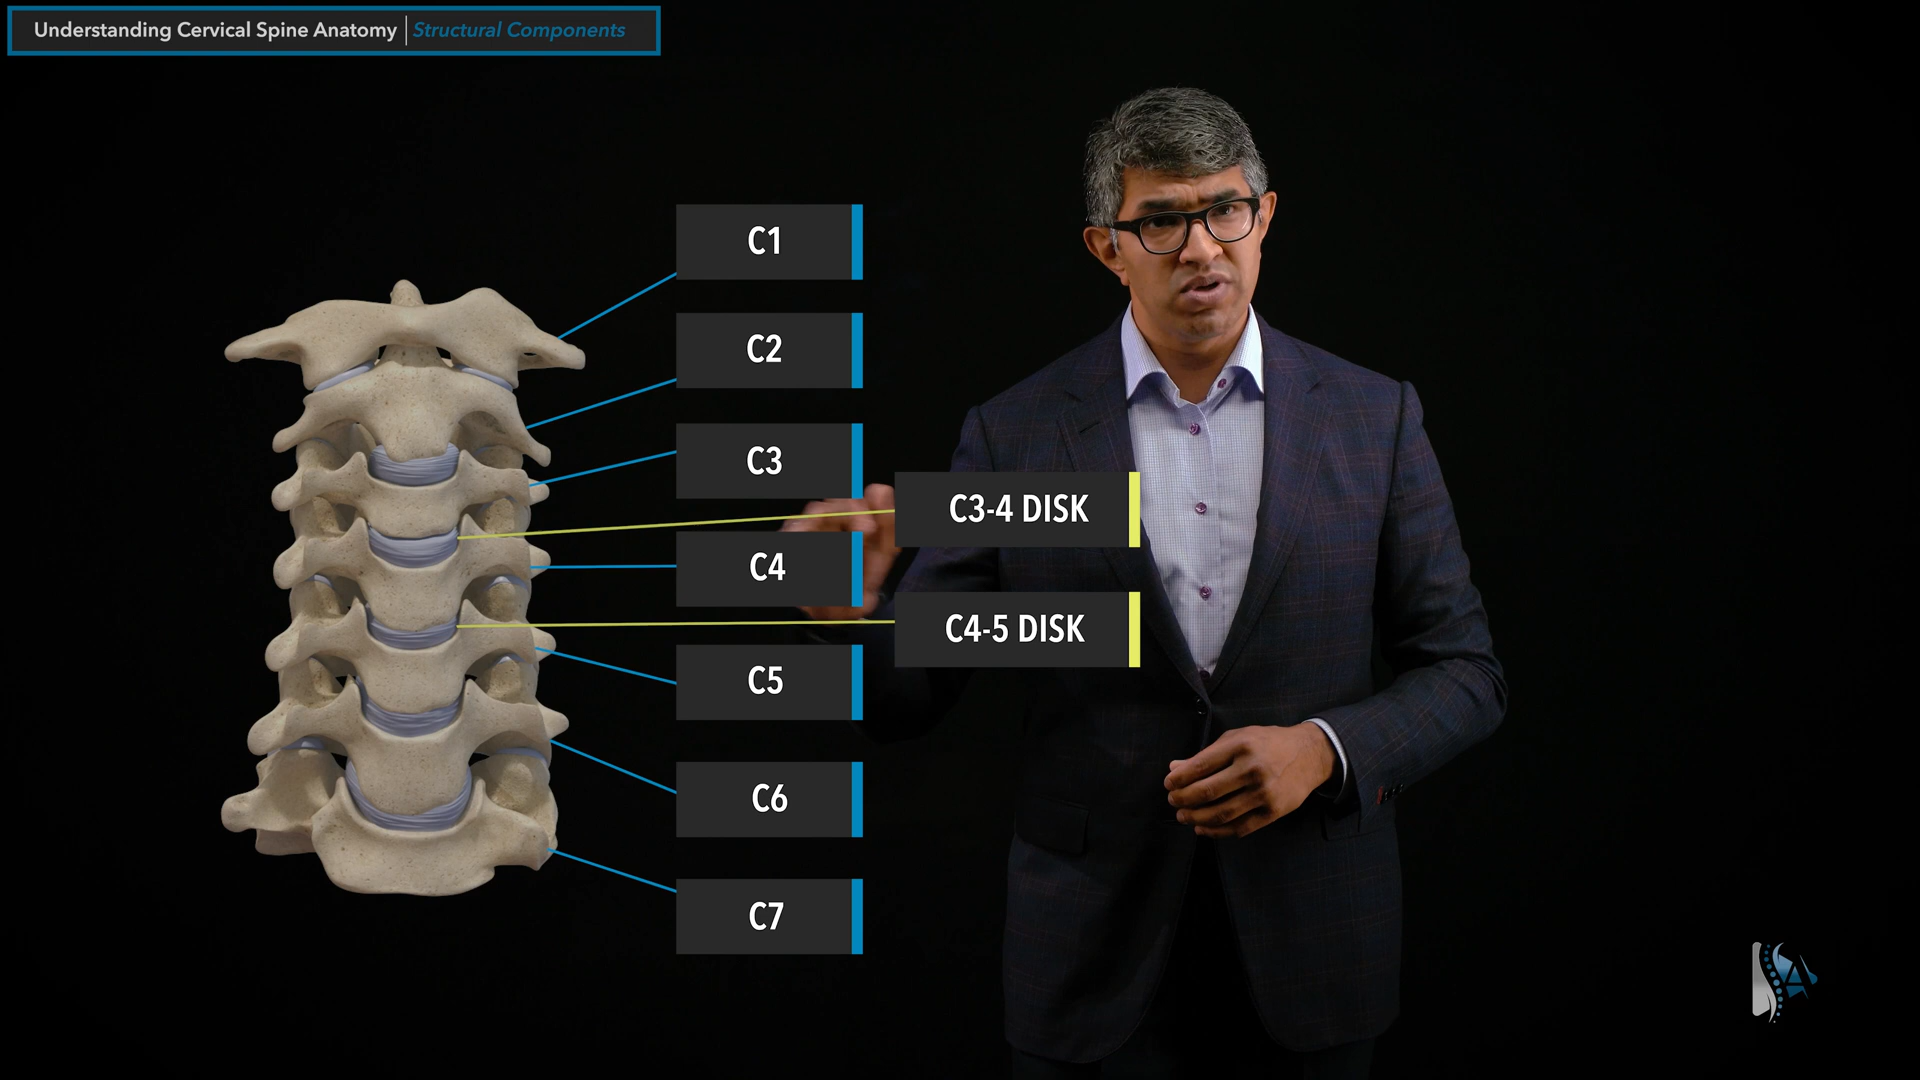 Understanding Cervical Spine Anatomy | Structural Components
C1
C2
C3
C3-4 DISK
C4
C4-5 DISK
C5
C6
C7